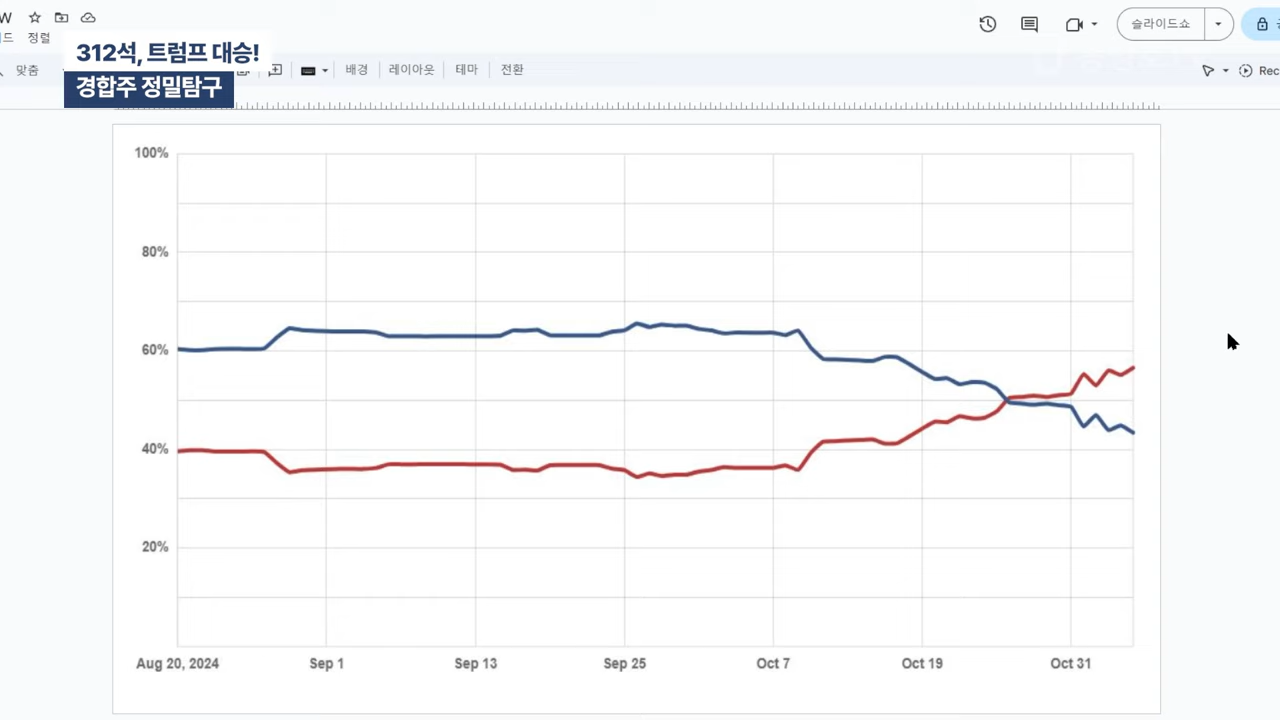 W
드 정렬
슬라이드쇼
312석, 트럼프 대승!
경합주 정밀탐구
맞춤 배경 레이아웃 테마 전환 Rec
100%
80%
60%
40%
20%
Aug 20, 2024 Sep 1 Sep 13 Sep 25 Oct 7 Oct 19 Oct 31